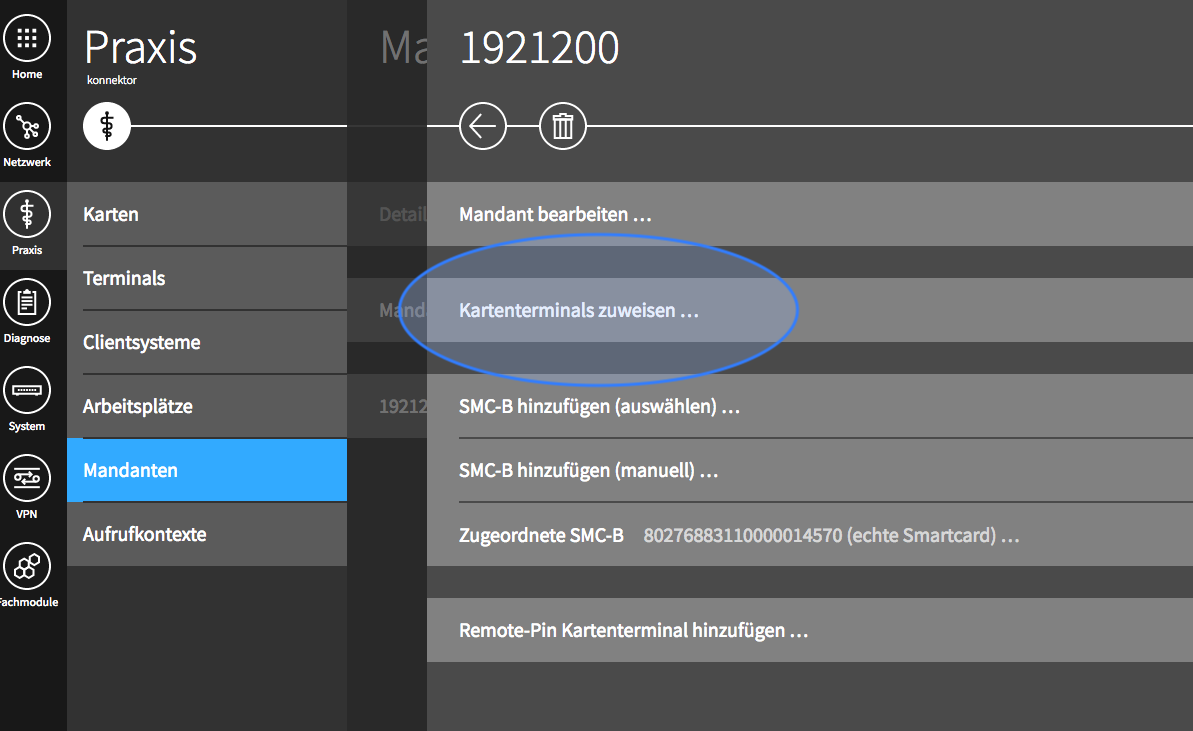 Home
Netzwerk
Praxis
Diagnose
System
VPN
Fachmodule
Praxis
konnektor
Karten
Terminals
Clientsysteme
Arbeitsplätze
Mandanten
Aufrufkontexte
Ma
Detail
Mand
19212
1921200
Mandant bearbeiten ...
Kartenterminals zuweisen ...
SMC-B hinzufügen (auswählen) ...
SMC-B hinzufügen (manuell) ...
Zugeordnete SMC-B 80276883110000014570 (echte Smartcard) ...
Remote-Pin Kartenterminal hinzufügen ...